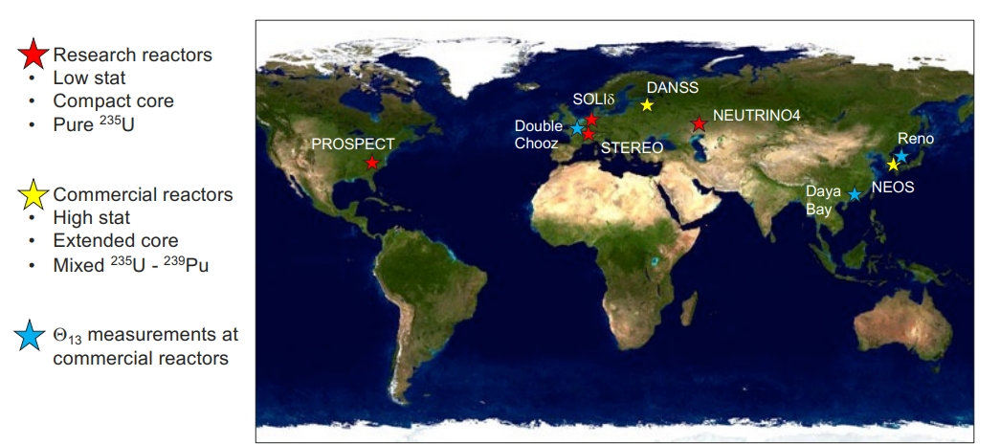 Research reactors
• Low stat
• Compact core
• Pure ²³⁵U
Commercial reactors
• High stat
• Extended core
• Mixed ²³⁵U - ²³⁹Pu
Θ₁₃ measurements at
commercial reactors
PROSPECT
SOLIδ
DANSS
Double
Chooz
STEREO
NEUTRINO4
Reno
NEOS
Daya
Bay